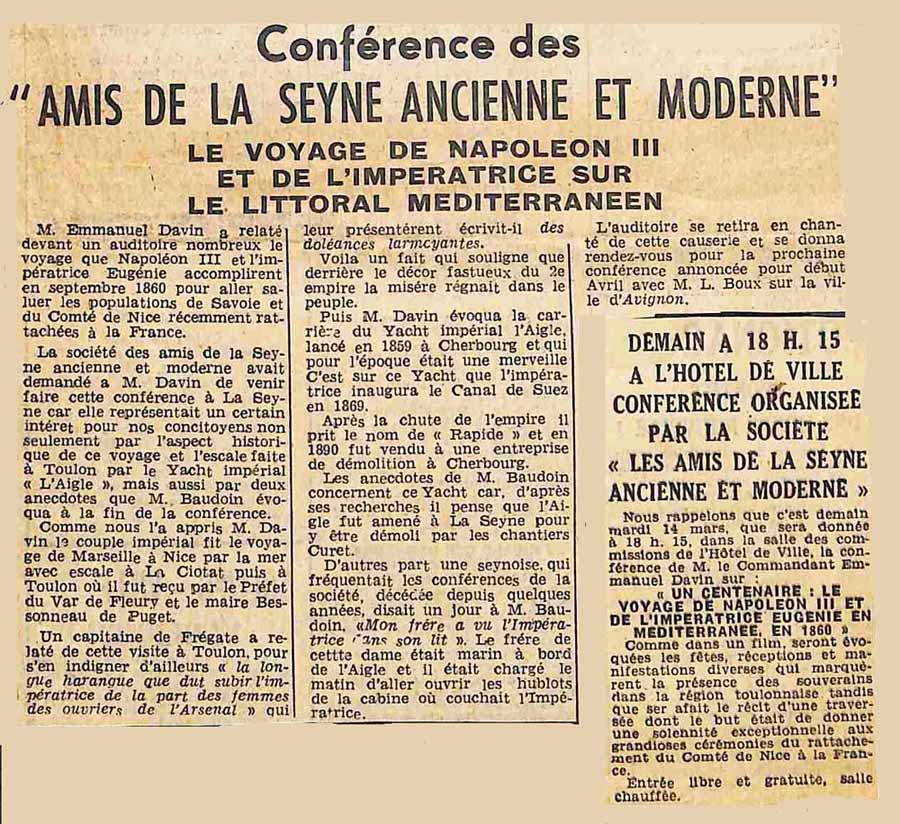 Conférence des
"AMIS DE LA SEYNE ANCIENNE ET MODERNE"
LE VOYAGE DE NAPOLEON III
ET DE L'IMPERATRICE SUR
LE LITTORAL MEDITERRANEEN
M. Emmanuel Davin a relaté
devant un auditoire nombreux le
voyage que Napoléon III et l'im-
pératrice Eugénie accomplirent
en septembre 1860 pour aller sa-
luer les populations de Savoie et
du Comté de Nice récemment rat-
tachées à la France.
La société des amis de la Sey-
ne ancienne et moderne avait
demandé a M. Davin de venir
faire cette conférence à La Sey-
ne car elle représentait un certain
intéret pour nos concitoyens non
seulement par l'aspect histori-
que de ce voyage et l'escale faite
à Toulon par le Yacht impérial
« L'Aigle », mais aussi par deux
anecdotes que M. Baudoin évo-
qua à la fin de la conférence.
Comme nous l'a appris M. Da-
vin le couple impérial fit le voya-
ge de Marseille à Nice par la mer
avec escale à La Ciotat puis à
Toulon où il fut reçu par le Préfet
du Var de Fleury et le maire Bes-
sonneau de Puget.
Un capitaine de Frégate a re-
laté de cette visite à Toulon, pour
s'en indigner d'ailleurs « la lon-
gue harangue que dut subir l'im-
pératrice de la part des femmes
des ouvriers de l'Arsenal » qui
leur présentérent écrivit-il des
doléances larmoyantes.
Voila un fait qui souligne que
derrière le décor fastueux du 2e
empire la misére régnait dans le
peuple.
Puis M. Davin évoqua la car-
rière du Yacht impérial l'Aigle,
lancé en 1859 à Cherbourg et qui
pour l'époque était une merveille
C'est sur ce Yacht que l'impéra-
trice inaugura le Canal de Suez
en 1869.
Après la chute de l'empire il
prit le nom de « Rapide » et en
1890 fut vendu à une entreprise
de démolition à Cherbourg.
Les anecdotes de M. Baudoin
concernent ce Yacht car, d'après
ses recherches il pense que l'Ai-
gle fut amené à La Seyne pour
y être démoli par les chantiers
Curet.
D'autres part une seynoise, qui
fréquentait les conférences de la
société, décédée depuis quelques
années, disait un jour à M. Bau-
doin, «Mon frére a vu l'Impéra-
trice dans son lit ». Le frére de
cettte dame était marin à bord
de l'Aigle et il était chargé le
matin d'aller ouvrir les hublots
de la cabine où couchait l'Impé-
ratrice.
L'auditoire se retira en chan-
té de cette causerie et se donna
rendez-vous pour la prochaine
conférence annoncée pour début
Avril avec M. L. Boux sur la vil-
le d'Avignon.
DEMAIN A 18 H. 15
A L'HOTEL DE VILLE
CONFERENCE ORGANISEE
PAR LA SOCIÉTE
« LES AMIS DE LA SEYNE
ANCIENNE ET MODERNE »
Nous rappelons que c'est demain
mardi 14 mars, que sera donnée
à 18 h. 15, dans la salle des com-
missions de l'Hôtel de Ville, la con-
férence de M. le Commandant Em-
manuel Davin sur :
« UN CENTENAIRE : LE
VOYAGE DE NAPOLEON III ET
DE L'IMPERATRICE EUGENIE EN
MEDITERRANEE, EN 1860 »
Comme dans un film, seront évo-
quées les fêtes, réceptions et ma-
nifestations diverses qui marqué-
rent la présence des souverains
dans la région toulonnaise tandis
que ser afait le récit d'une traver-
sée dont le but était de donner
une solennité exceptionnelle aux
grandioses cérémonies du rattache-
ment du Comté de Nice à la Fran-
ce.
Entrée libre et gratuite, salle
chauffée.